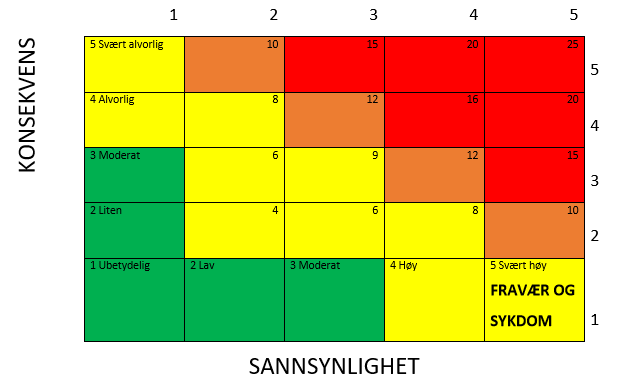 1 2 3 4 5
KONSEKVENS
5 Svært alvorlig 10 15 20 25
5
4 Alvorlig 8 12 16 20
4
3 Moderat 6 9 12 15
3
2 Liten 4 6 8 10
2
1 Ubetydelig 2 Lav 3 Moderat 4 Høy 5 Svært høy
FRAVÆR OG
SYKDOM
1
SANNSYNLIGHET